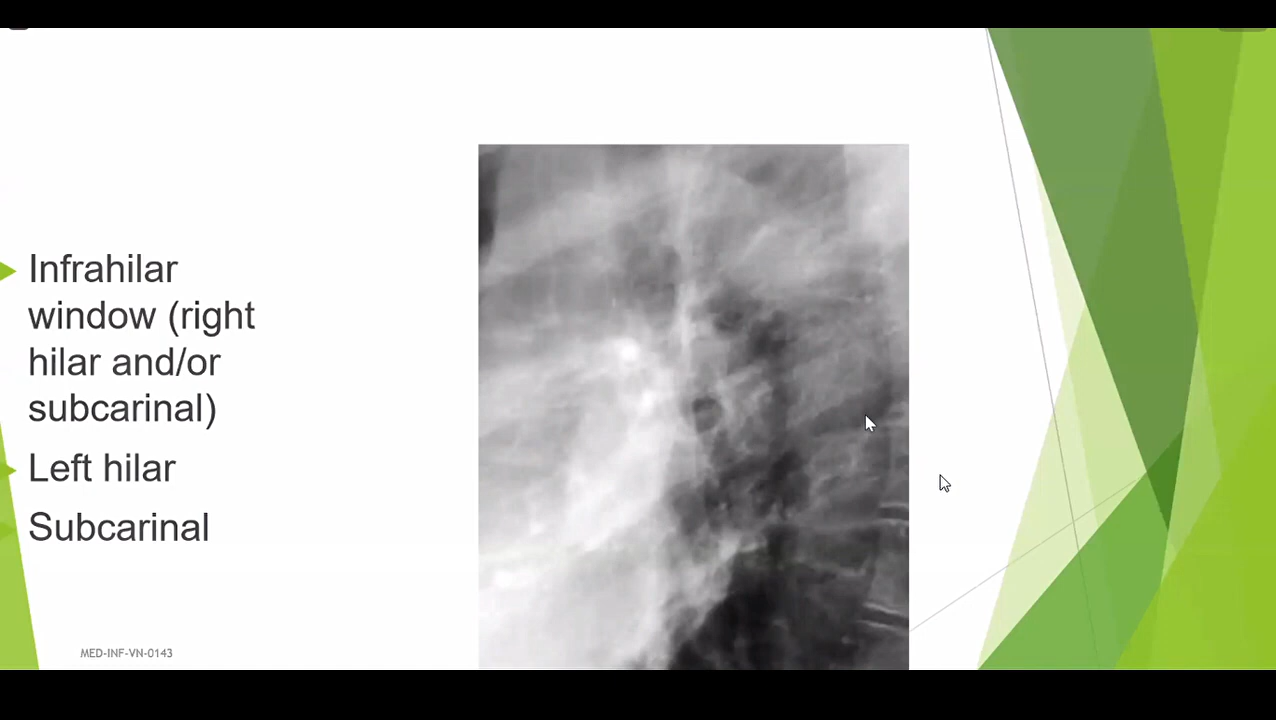 Infrahilar
window (right
hilar and/or
subcarinal)
Left hilar
Subcarinal
MED-INF-VN-0143